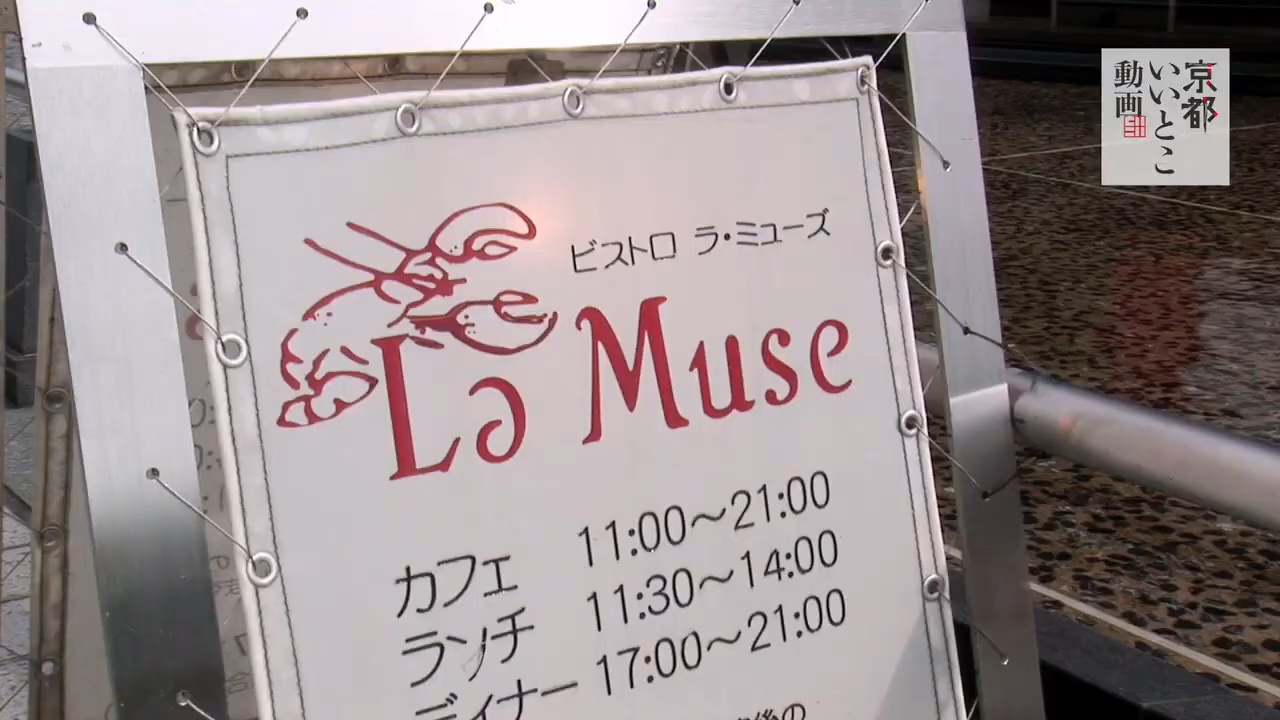 ビストロ ラ・ミューズ
La Muse
カフェ 11:00～21:00
ランチ 11:30～14:00
ディナー 17:00～21:00
京都
いいとこ
動画